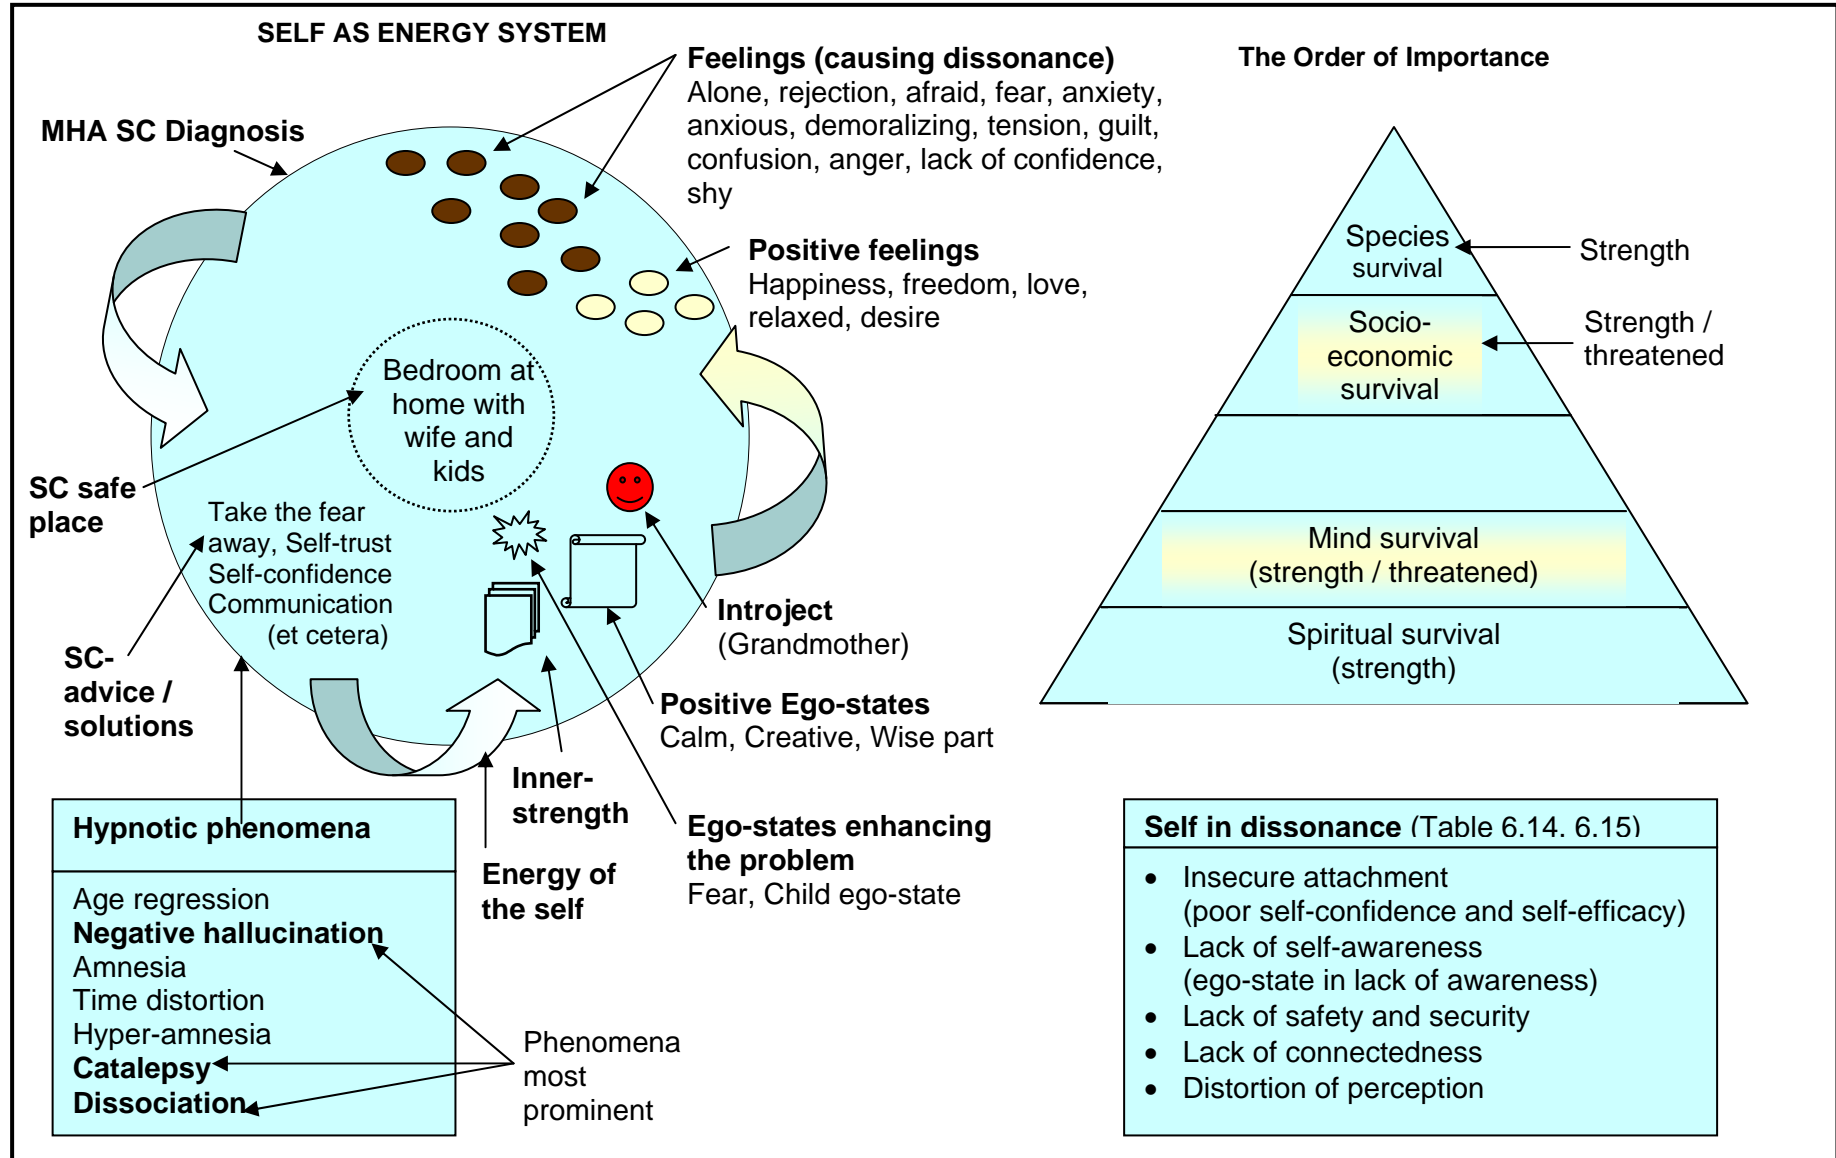 SELF AS ENERGY SYSTEM
Feelings (causing dissonance)
Alone, rejection, afraid, fear, anxiety,
anxious, demoralizing, tension, guilt,
confusion, anger, lack of confidence,
shy
The Order of Importance
MHA SC Diagnosis
Positive feelings
Happiness, freedom, love,
relaxed, desire
Species
survival
Strength
Socio-
economic
survival
Strength /
threatened
Bedroom at
home with
wife and
kids
SC safe
place
Take the fear
away, Self-trust
Self-confidence
Communication
(et cetera)
SC-
advice /
solutions
Mind survival
(strength / threatened)
Spiritual survival
(strength)
Introject
(Grandmother)
Positive Ego-states
Calm, Creative, Wise part
Inner-
strength
Ego-states enhancing
the problem
Fear, Child ego-state
Energy of
the self
Hypnotic phenomena
Age regression
Negative hallucination
Amnesia
Time distortion
Hyper-amnesia
Catalepsy
Dissociation
Phenomena
most
prominent
Self in dissonance (Table 6.14. 6.15)
• Insecure attachment
(poor self-confidence and self-efficacy)
• Lack of self-awareness
(ego-state in lack of awareness)
• Lack of safety and security
• Lack of connectedness
• Distortion of perception